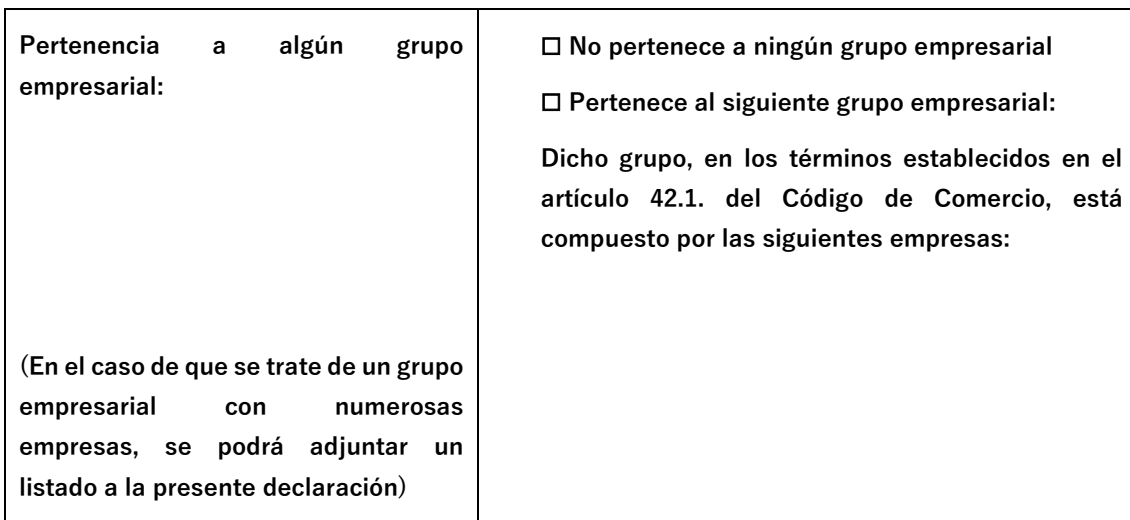 Pertenencia a algún grupo
empresarial:
(En el caso de que se trate de un grupo
empresarial con numerosas
empresas, se podrá adjuntar un
listado a la presente declaración)
☐ No pertenece a ningún grupo empresarial
☐ Pertenece al siguiente grupo empresarial:
Dicho grupo, en los términos establecidos en el
artículo 42.1. del Código de Comercio, está
compuesto por las siguientes empresas: